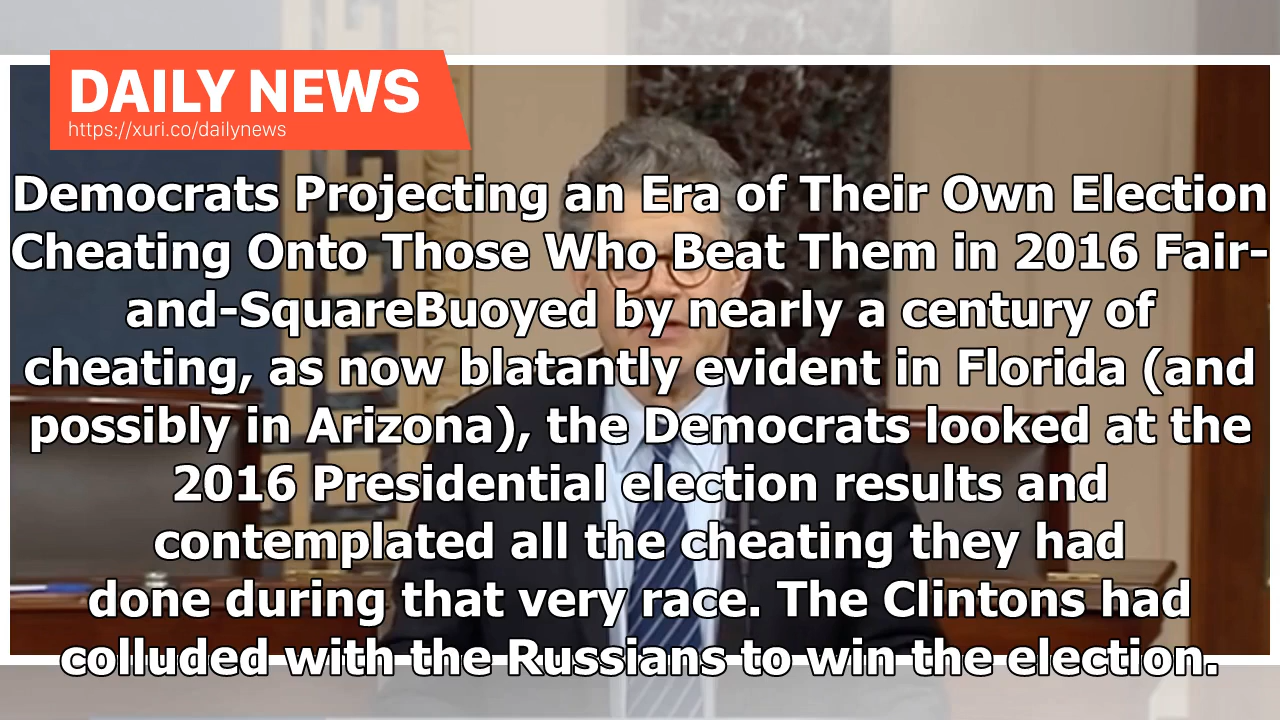 DAILY NEWS
https://xuri.co/dailynews
Democrats Projecting an Era of Their Own Election
Cheating Onto Those Who Beat Them in 2016 Fair-
and-SquareBuoyed by nearly a century of
cheating, as now blatantly evident in Florida (and
possibly in Arizona), the Democrats looked at the
2016 Presidential election results and
contemplated all the cheating they had
done during that very race. The Clintons had
colluded with the Russians to win the election.